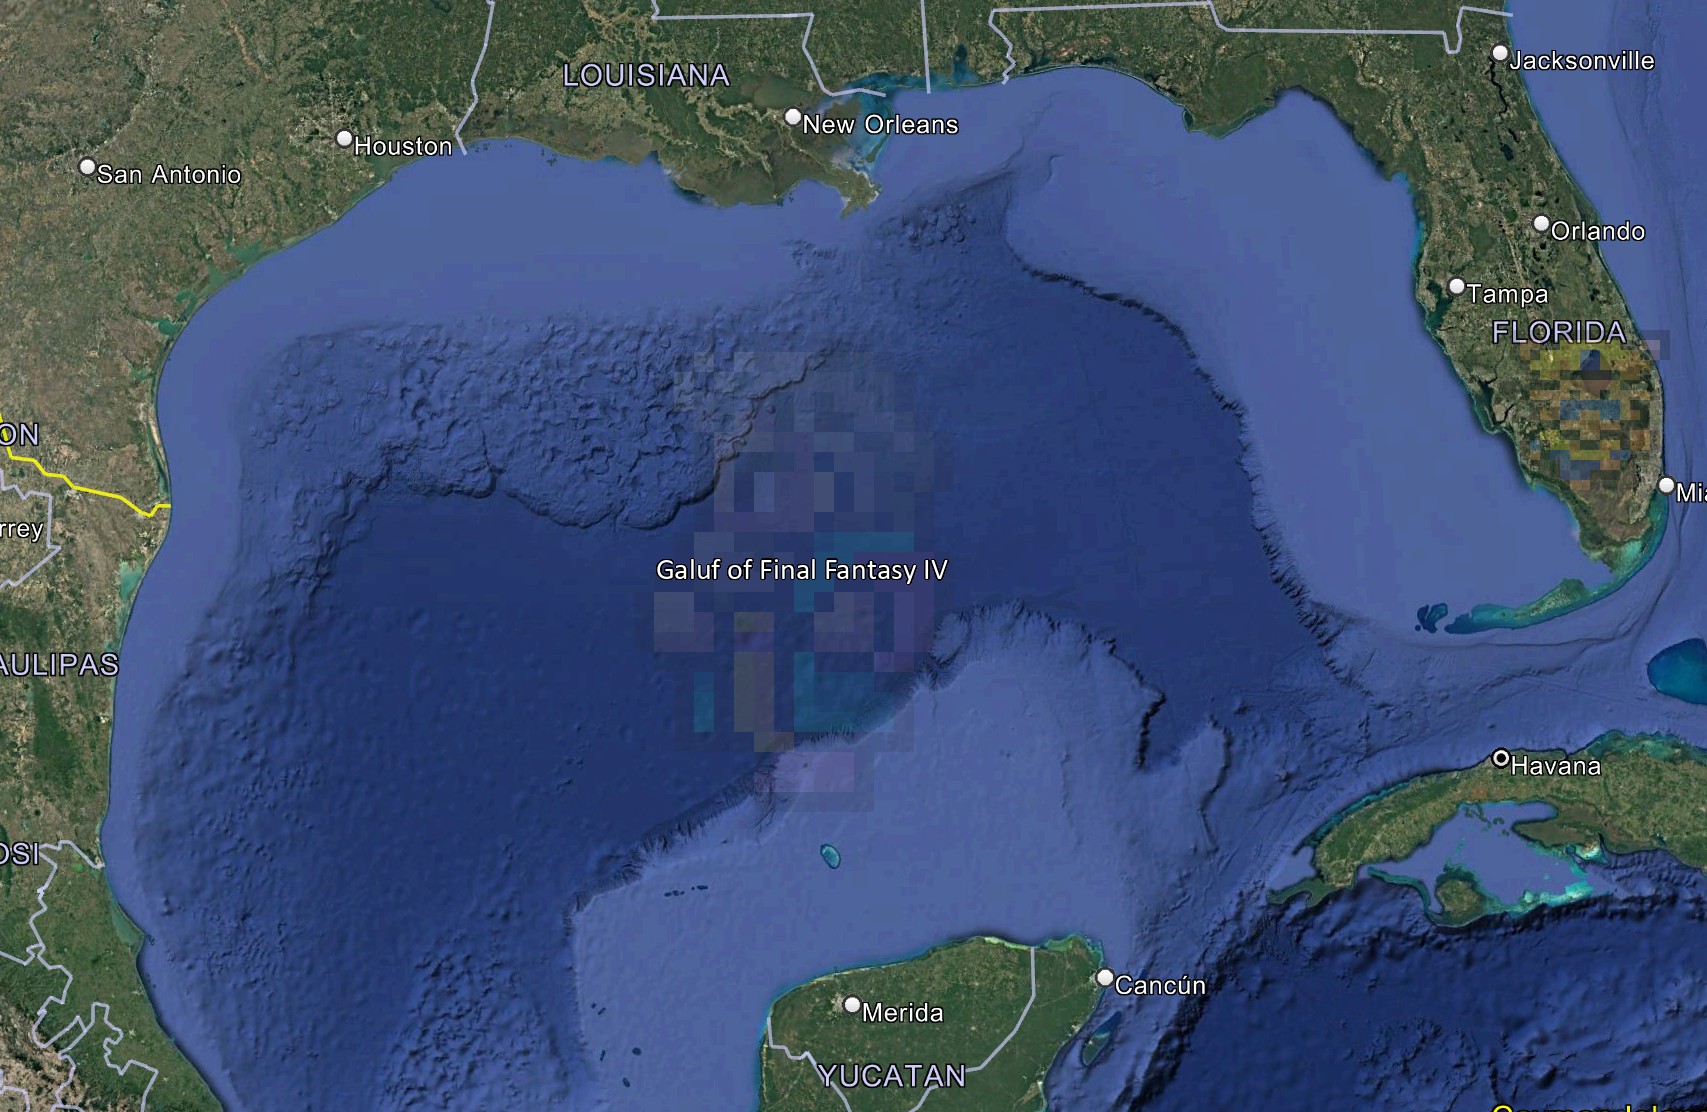 LOUISIANA
Jacksonville
New Orleans
Houston
San Antonio
Orlando
Tampa
FLORIDA
ON
Mia
rrey
Galuf of Final Fantasy IV
AULIPAS
Havana
OSI
Cancún
Merida
YUCATAN